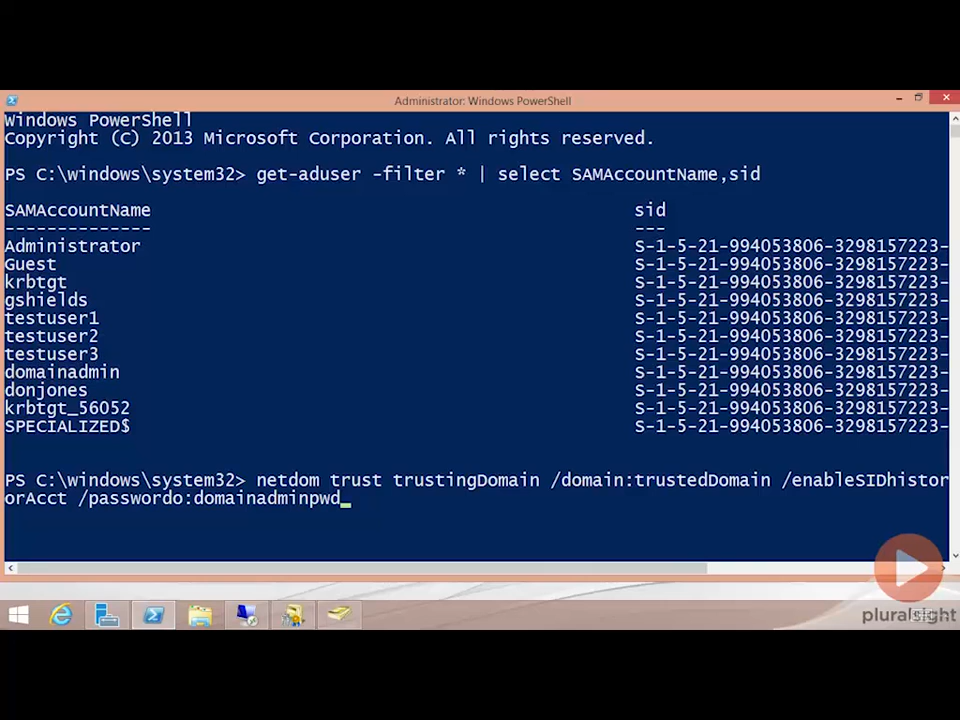 Administrator: Windows PowerShell
Windows PowerShell
Copyright (C) 2013 Microsoft Corporation. All rights reserved.
PS C:\windows\system32> get-aduser -filter * | select SAMAccountName,sid
SAMAccountName sid
-------------- ---
Administrator S-1-5-21-994053806-3298157223-
Guest S-1-5-21-994053806-3298157223-
krbtgt S-1-5-21-994053806-3298157223-
gshields S-1-5-21-994053806-3298157223-
testuser1 S-1-5-21-994053806-3298157223-
testuser2 S-1-5-21-994053806-3298157223-
testuser3 S-1-5-21-994053806-3298157223-
domainadmin S-1-5-21-994053806-3298157223-
donjones S-1-5-21-994053806-3298157223-
krbtgt_56052 S-1-5-21-994053806-3298157223-
SPECIALIZED$ S-1-5-21-994053806-3298157223-
PS C:\windows\system32> netdom trust trustingDomain /domain:trustedDomain /enableSIDhistor
orAcct /passwordo:domainadminpwd_
pluralsight